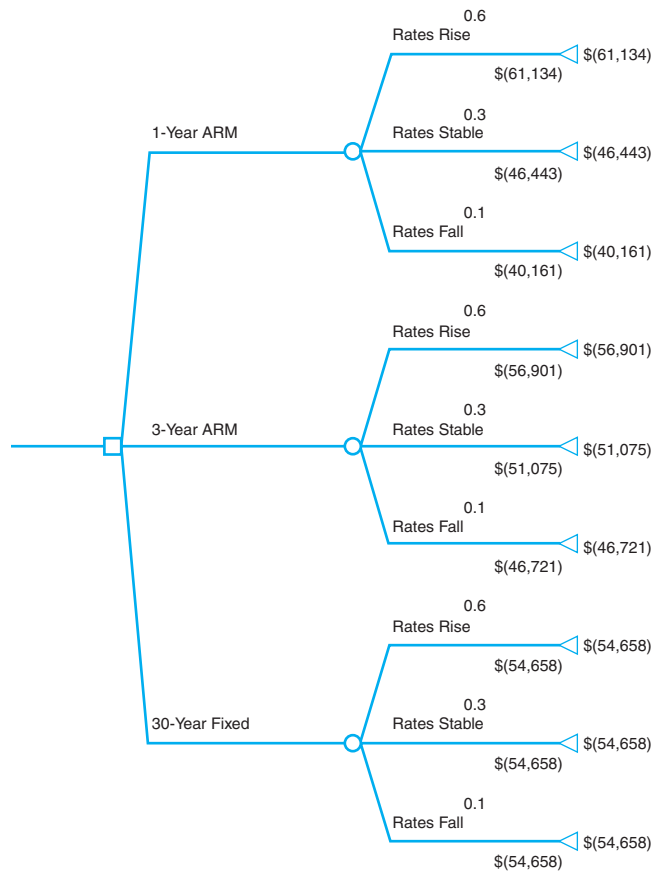 0.6
Rates Rise
$(61,134)
$(61,134)
1-Year ARM
0.3
Rates Stable
$(46,443)
$(46,443)
0.1
Rates Fall
$(40,161)
$(40,161)
0.6
Rates Rise
$(56,901)
$(56,901)
3-Year ARM
0.3
Rates Stable
$(51,075)
$(51,075)
0.1
Rates Fall
$(46,721)
$(46,721)
0.6
Rates Rise
$(54,658)
$(54,658)
30-Year Fixed
0.3
Rates Stable
$(54,658)
$(54,658)
0.1
Rates Fall
$(54,658)
$(54,658)